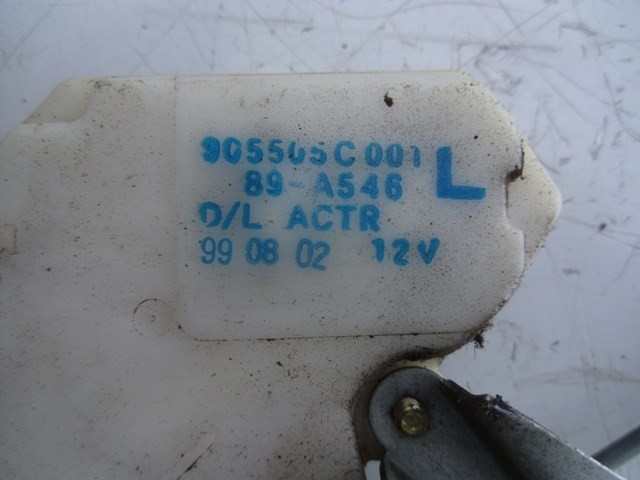 905505C001 L
89-A546
D/L ACTR
99 08 02 12V